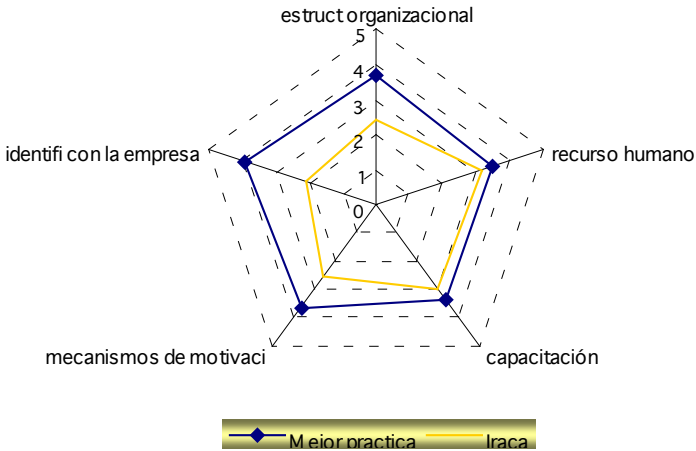 estruct organizacional
5
4
3
2
1
0
identifi con la empresa
recurso humano
mecanismos de motivaci
capacitación
Mejor practica
Iraca